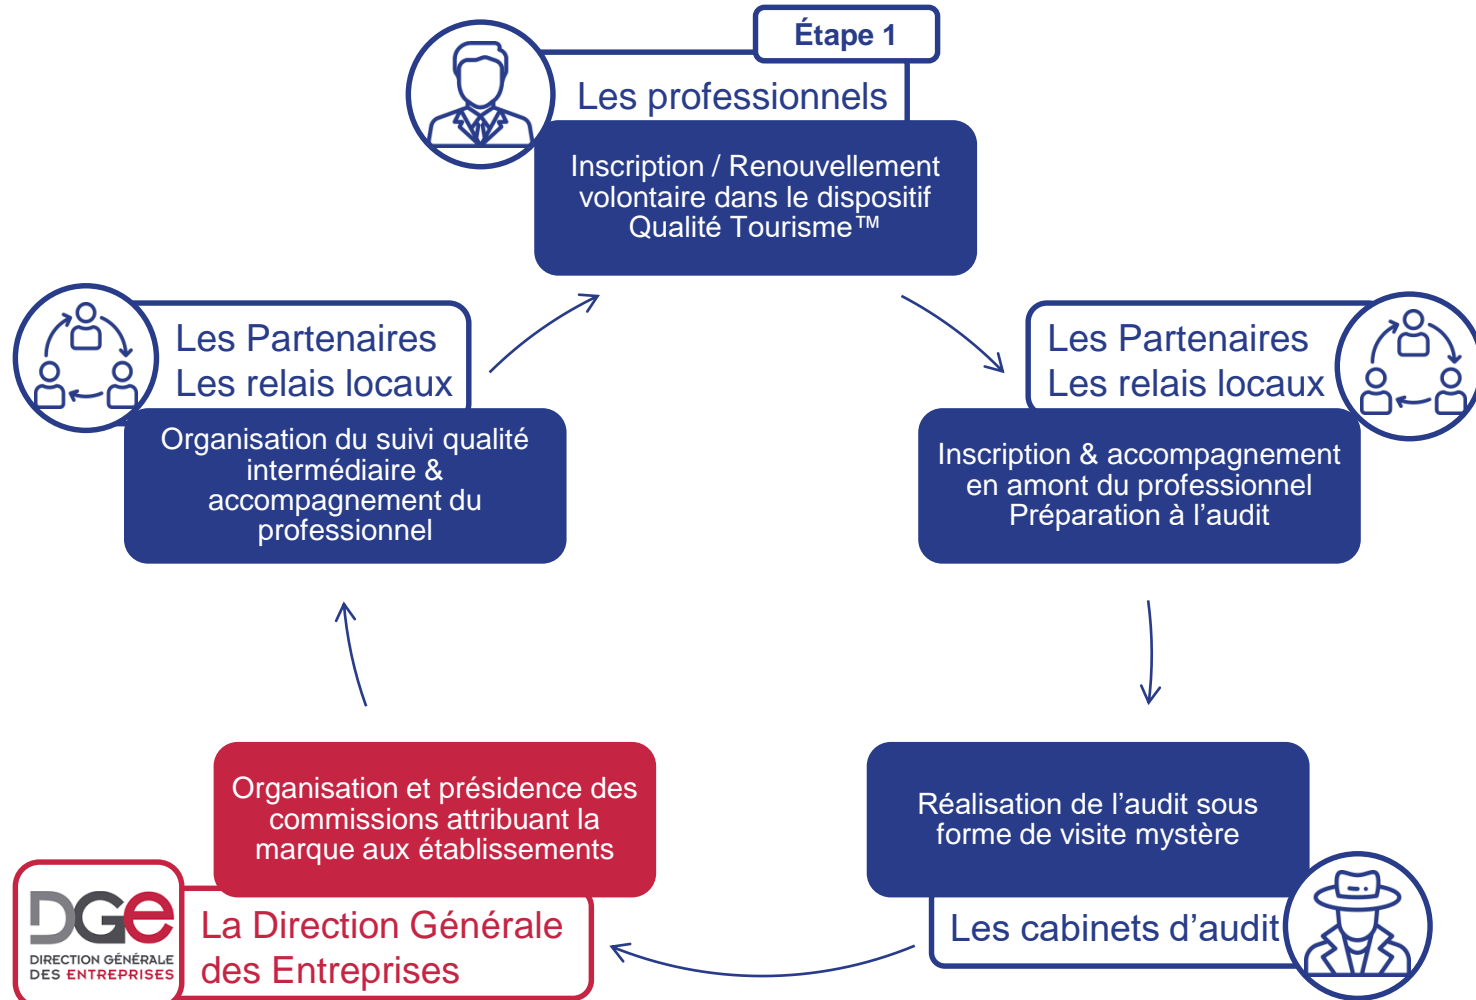 Étape 1
Les professionnels
Inscription / Renouvellement
volontaire dans le dispositif
Qualité Tourisme™
Les Partenaires
Les relais locaux
Inscription & accompagnement
en amont du professionnel
Préparation à l’audit
Réalisation de l’audit sous
forme de visite mystère
Les cabinets d’audit
Organisation et présidence des
commissions attribuant la
marque aux établissements
DGe
DIRECTION GÉNÉRALE
DES ENTREPRISES
La Direction Générale
des Entreprises
Les Partenaires
Les relais locaux
Organisation du suivi qualité
intermédiaire &
accompagnement du
professionnel